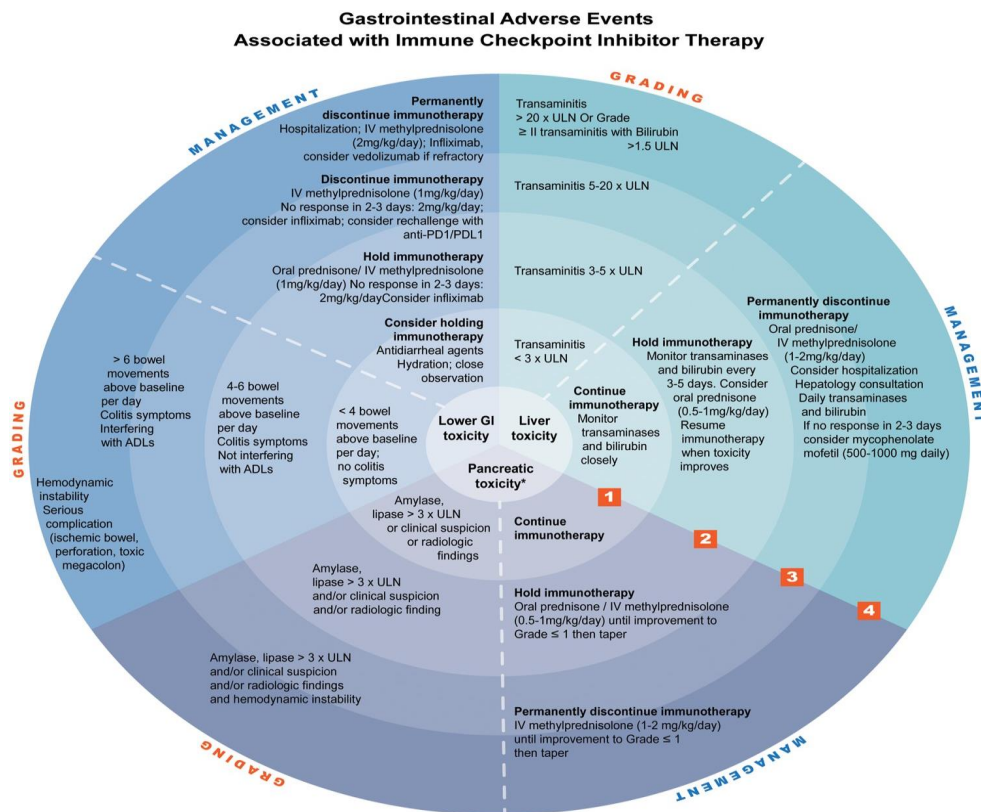 Gastrointestinal Adverse Events
Associated with Immune Checkpoint Inhibitor Therapy
MANAGEMENT
GRADING
Permanently
discontinue immunotherapy
Hospitalization; IV methylprednisolone
(2mg/kg/day); Infliximab,
consider vedolizumab if refractory
Discontinue immunotherapy
IV methylprednisolone (1mg/kg/day)
No response in 2-3 days: 2mg/kg/day;
consider infliximab; consider rechallenge with
anti-PD1/PDL1
Hold immunotherapy
Oral prednisone/ IV methylprednisolone
(1mg/kg/day) No response in 2-3 days:
2mg/kg/dayConsider infliximab
Consider holding
immunotherapy
Antidiarrheal agents
Hydration; close
observation
Transaminitis
> 20 x ULN Or Grade
≥ II transaminitis with Bilirubin
>1.5 ULN
Transaminitis 5-20 x ULN
Transaminitis 3-5 x ULN
Transaminitis
< 3 x ULN
MANAGEMENT
Permanently discontinue
immunotherapy
Oral prednisone/
IV methylprednisolone
(1-2mg/kg/day)
Consider hospitalization
Hepatology consultation
Daily transaminases
and bilirubin
If no response in 2-3 days
consider mycophenolate
mofetil (500-1000 mg daily)
Hold immunotherapy
Monitor transaminases
and bilirubin every
3-5 days. Consider
oral prednisone
(0.5-1mg/kg/day)
Resume
immunotherapy
when toxicity
improves
Continue
immunotherapy
Monitor
transaminases
and bilirubin
closely
GRADING
> 6 bowel
movements
above baseline
per day
Colitis symptoms
Interfering
with ADLs
4-6 bowel
movements
above baseline
per day
Colitis symptoms
Not interfering
with ADLs
< 4 bowel
movements
above baseline
per day;
no colitis
symptoms
Hemodynamic
instability
Serious
complication
(ischemic bowel,
perforation, toxic
megacolon)
Lower GI
toxicity
Liver
toxicity
Pancreatic
toxicity*
1
2
3
4
Amylase,
lipase > 3 x ULN
or clinical suspicion
or radiologic
findings
Amylase,
lipase > 3 x ULN
and/or clinical suspicion
and/or radiologic finding
Amylase, lipase > 3 x ULN
and/or clinical suspicion
and/or radiologic findings
and hemodynamic instability
Continue
immunotherapy
Hold immunotherapy
Oral prednisone / IV methylprednisolone
(0.5-1mg/kg/day) until improvement to
Grade ≤ 1 then taper
Permanently discontinue immunotherapy
IV methylprednisolone (1-2 mg/kg/day)
until improvement to Grade ≤ 1
then taper
GRADING
MANAGEMENT